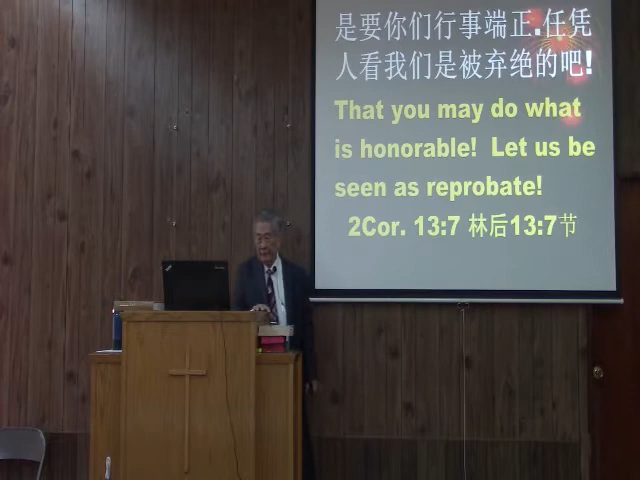 是要你们行事端正.任凭
人看我们是被弃绝的吧!
That you may do what
is honorable!  Let us be
seen as reprobate!
2Cor. 13:7 林后13:7节